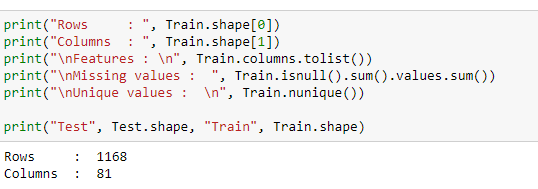 print("Rows     : ", Train.shape[0])
print("Columns  : ", Train.shape[1])
print("\nFeatures : \n", Train.columns.tolist())
print("\nMissing values :  ", Train.isnull().sum().values.sum())
print("\nUnique values :  \n", Train.nunique())
print("Test", Test.shape, "Train", Train.shape)
Rows     :  1168
Columns  :  81